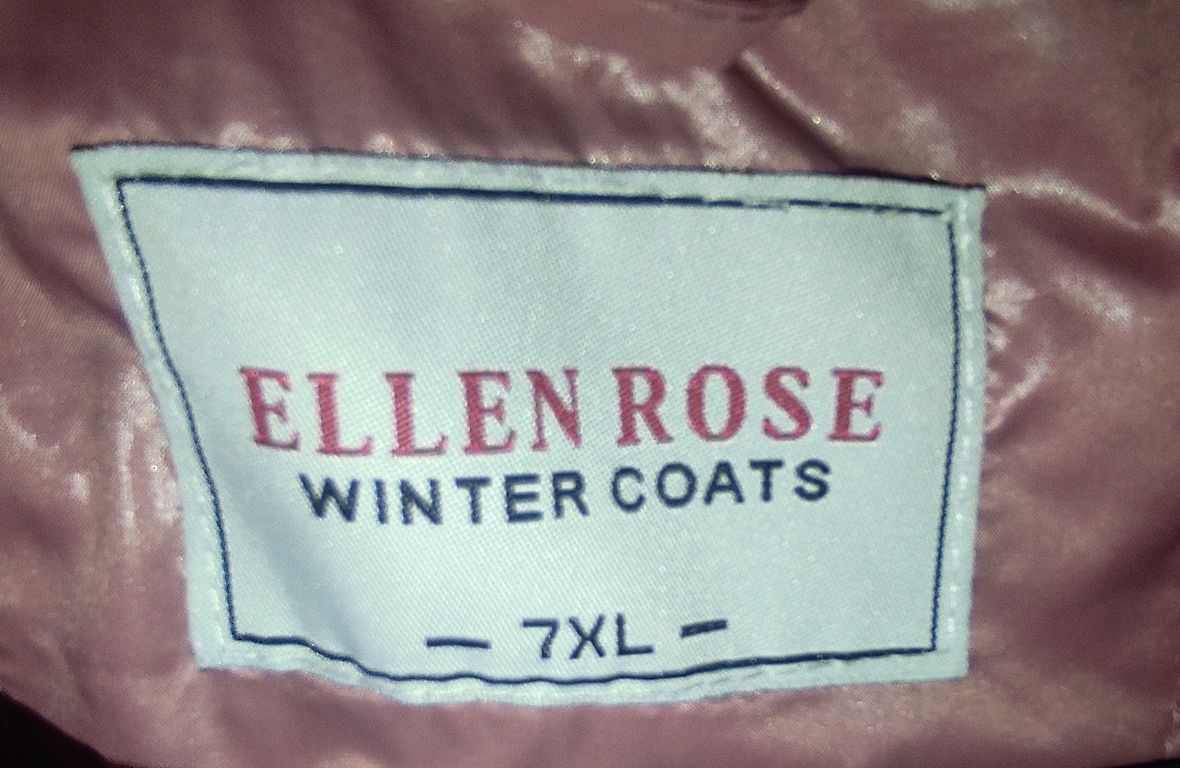 ELLEN ROSE
WINTER COATS
— 7XL —